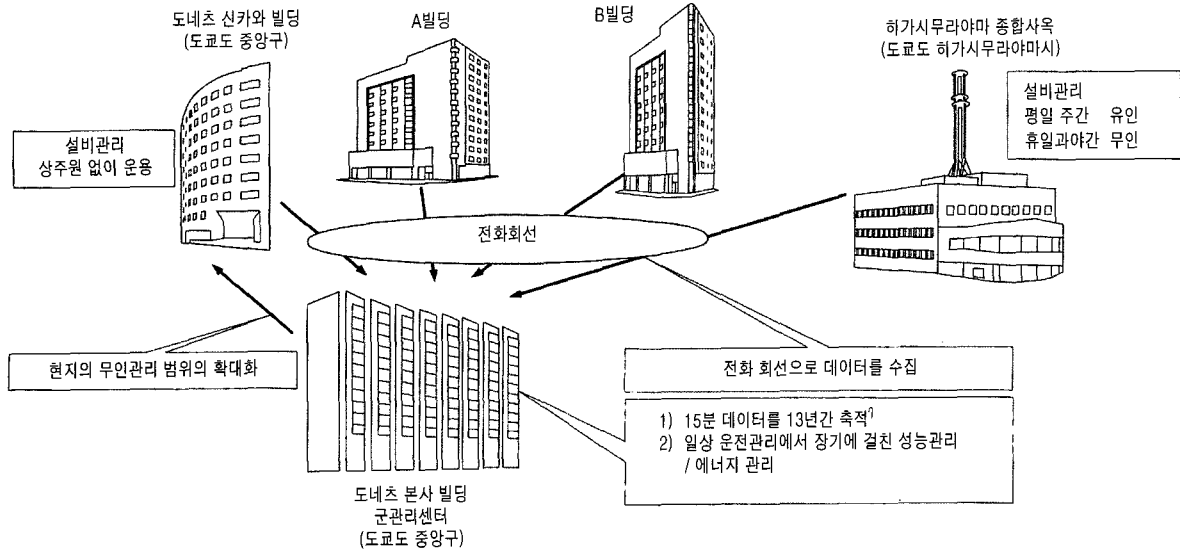 도네츠 신카와 빌딩
(도쿄도 중앙구)
A빌딩
B빌딩
히가시무라야마 종합사옥
(도쿄도 히가시무라야마시)
설비관리
상주원 없이 운용
설비관리
평일 주간 유인
휴일과야간 무인
전화회선
현지의 무인관리 범위의 확대화
전화 회선으로 데이터를 수집
1) 15분 데이터를 13년간 축적
2) 일상 운전관리에서 장기에 걸친 성능관리
/ 에너지 관리
도네츠 본사 빌딩
군관리센터
(도쿄도 중앙구)